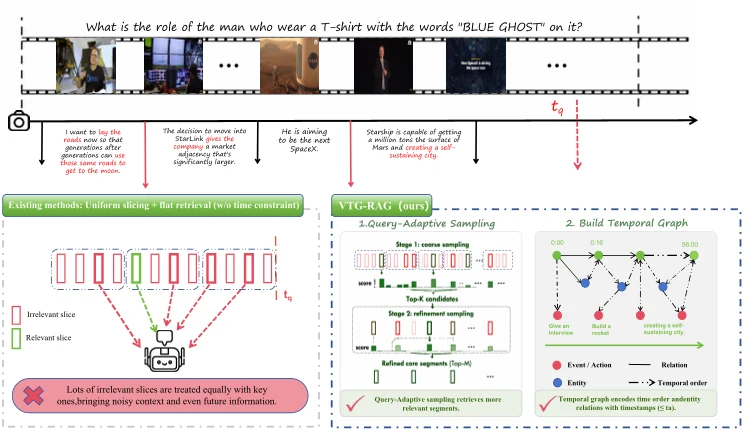 What is the role of the man who wear a T-shirt with the words "BLUE GHOST" on it?
...
...
tq
I want to lay the
roads now so that
generations after
generations can use
those same roads to
get to the moon.
The decision to move into
StarLink gives the
company a market
adjacency that's
significantly larger.
He is aiming
to be the next
SpaceX.
Starship is capable of getting
a million tons the surface of
Mars and creating a self-
sustaining city.
Existing methods: Uniform slicing + flat retrieval (w/o time constraint)
tq
Irrelevant slice
Relevant slice
Lots of irrelevant slices are treated equally with key
ones,bringing noisy context and even future information.
VTG-RAG (ours)
1.Query-Adaptive Sampling
Stage 1: coarse sampling
...
score
...
Top-K candidates
Stage 2: refinement sampling
...
score
...
Refined core segments (Top-M)
...
Query-Adaptive sampling retrieves more
relevant segments.
2. Build Temporal Graph
0:00
0:16
56:00
Give an
interview
Build a
rocket
creating a self-
sustaining city.
Event / Action
Relation
Entity
Temporal order
Temporal graph encodes time order andentity
relations with timestamps (≤ ta).